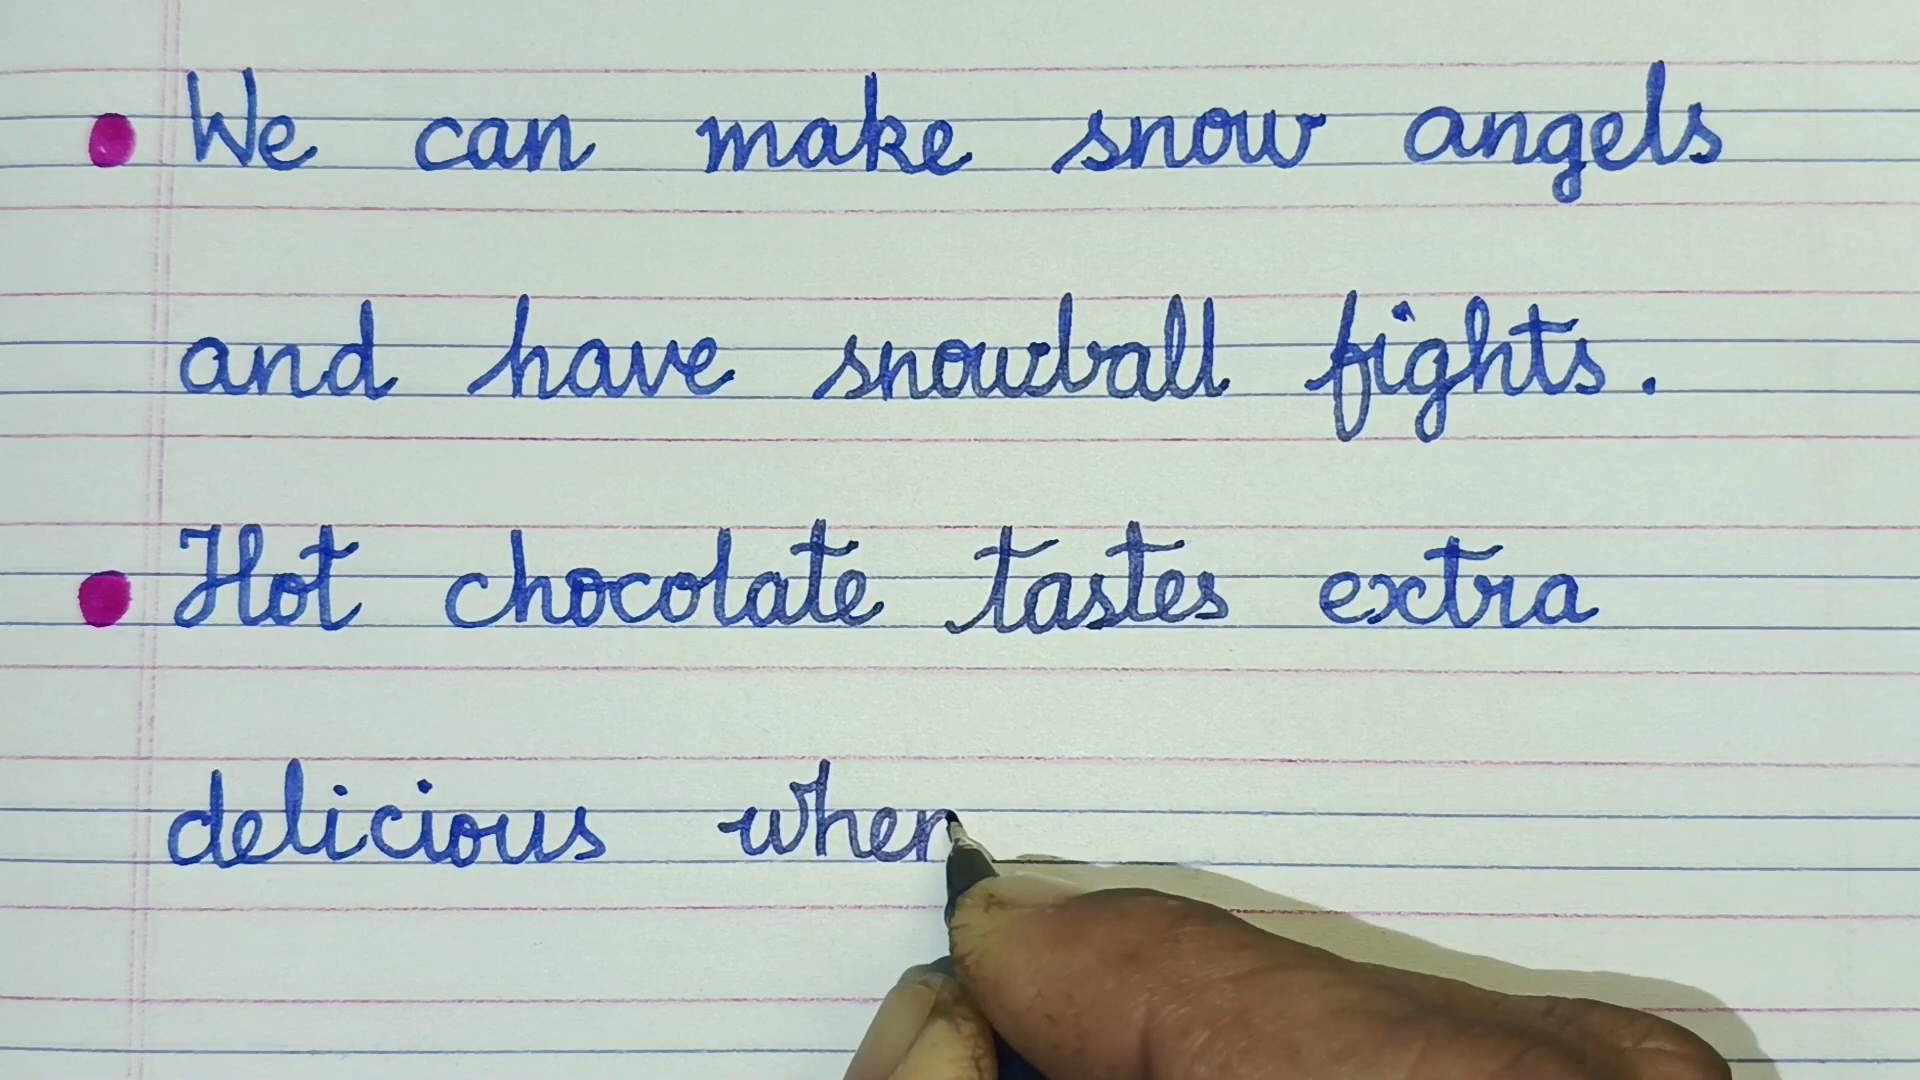 We can make snow angels
and have snowball fights.
Hot chocolate tastes extra
delicious when